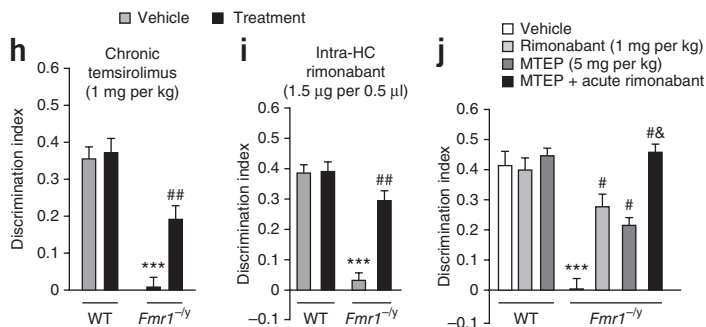 Vehicle Treatment
h
Chronic
temsirolimus
(1 mg per kg)
Discrimination index
0.6
0.5
0.4
0.3
0.2
0.1
0
***
##
WT Fmr1–/y
i
Intra-HC
rimonabant
(1.5 µg per 0.5 µl)
Discrimination index
0.6
0.5
0.4
0.3
0.2
0.1
0
–0.1
***
##
WT Fmr1–/y
j
Vehicle
Rimonabant (1 mg per kg)
MTEP (5 mg per kg)
MTEP + acute rimonabant
Discrimination index
0.6
0.5
0.4
0.3
0.2
0.1
0
–0.1
***
#
#
#&
WT Fmr1–/y